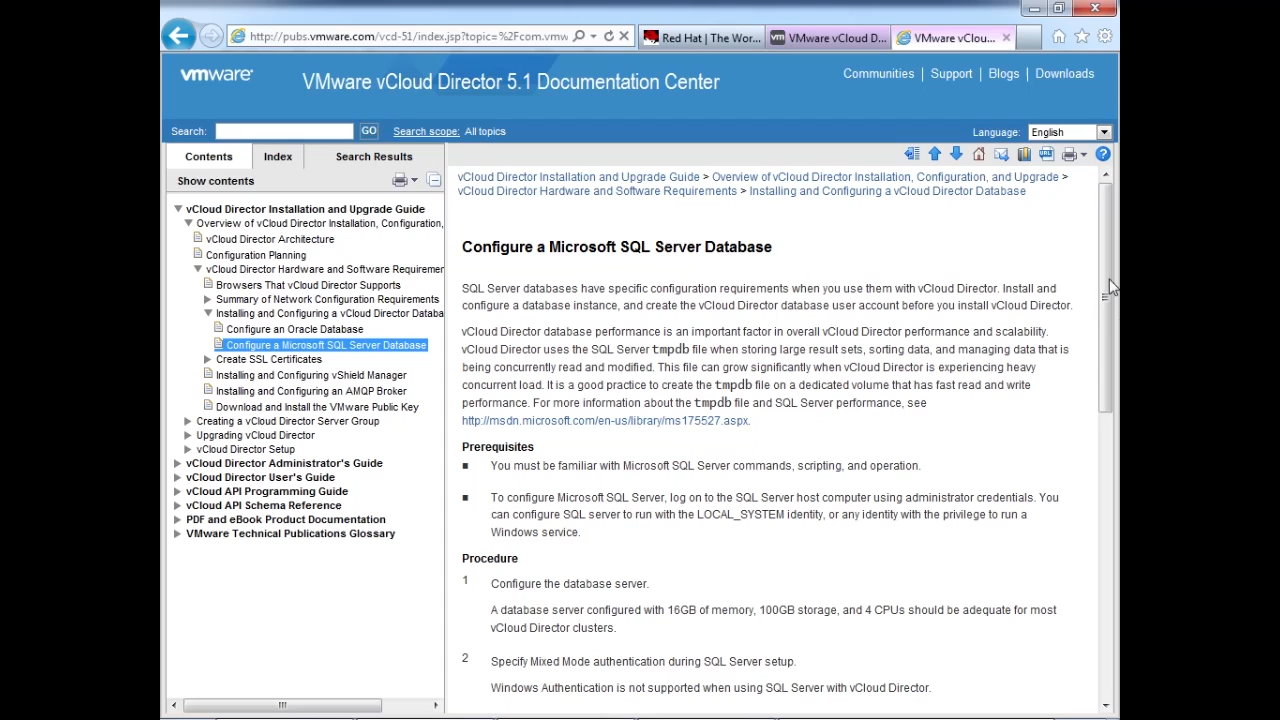 http://pubs.vmware.com/vcd-51/index.jsp?topic=%2Fcom.vmw
Red Hat | The Wor...
VMware vCloud D...
VMware vClou...
vmware
VMware vCloud Director 5.1 Documentation Center
Communities | Support | Blogs | Downloads
Search:
GO
Search scope: All topics
Language: English
Contents
Index
Search Results
Show contents
vCloud Director Installation and Upgrade Guide
Overview of vCloud Director Installation, Configuration,
vCloud Director Architecture
Configuration Planning
vCloud Director Hardware and Software Requiremer
Browsers That vCloud Director Supports
Summary of Network Configuration Requirements
Installing and Configuring a vCloud Director Databa
Configure an Oracle Database
Configure a Microsoft SQL Server Database
Create SSL Certificates
Installing and Configuring vShield Manager
Installing and Configuring an AMQP Broker
Download and Install the VMware Public Key
Creating a vCloud Director Server Group
Upgrading vCloud Director
vCloud Director Setup
vCloud Director Administrator's Guide
vCloud Director User's Guide
vCloud API Programming Guide
vCloud API Schema Reference
PDF and eBook Product Documentation
VMware Technical Publications Glossary
vCloud Director Installation and Upgrade Guide > Overview of vCloud Director Installation, Configuration, and Upgrade >
vCloud Director Hardware and Software Requirements > Installing and Configuring a vCloud Director Database
Configure a Microsoft SQL Server Database
SQL Server databases have specific configuration requirements when you use them with vCloud Director. Install and
configure a database instance, and create the vCloud Director database user account before you install vCloud Director.
vCloud Director database performance is an important factor in overall vCloud Director performance and scalability.
vCloud Director uses the SQL Server tmpdb file when storing large result sets, sorting data, and managing data that is
being concurrently read and modified. This file can grow significantly when vCloud Director is experiencing heavy
concurrent load. It is a good practice to create the tmpdb file on a dedicated volume that has fast read and write
performance. For more information about the tmpdb file and SQL Server performance, see
http://msdn.microsoft.com/en-us/library/ms175527.aspx.
Prerequisites
■ You must be familiar with Microsoft SQL Server commands, scripting, and operation.
■ To configure Microsoft SQL Server, log on to the SQL Server host computer using administrator credentials. You
can configure SQL server to run with the LOCAL_SYSTEM identity, or any identity with the privilege to run a
Windows service.
Procedure
1 Configure the database server.
A database server configured with 16GB of memory, 100GB storage, and 4 CPUs should be adequate for most
vCloud Director clusters.
2 Specify Mixed Mode authentication during SQL Server setup.
Windows Authentication is not supported when using SQL Server with vCloud Director.